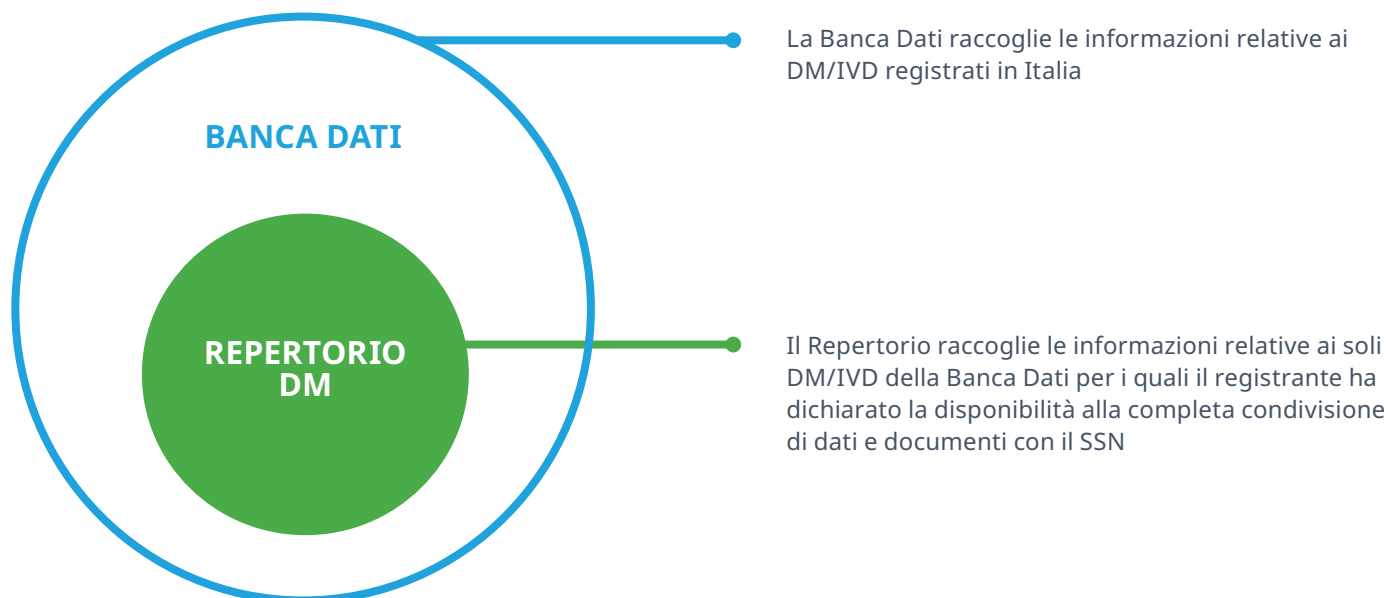 La Banca Dati raccoglie le informazioni relative ai
DM/IVD registrati in Italia
BANCA DATI
REPERTORIO
DM
Il Repertorio raccoglie le informazioni relative ai soli
DM/IVD della Banca Dati per i quali il registrante ha
dichiarato la disponibilità alla completa condivisione
di dati e documenti con il SSN